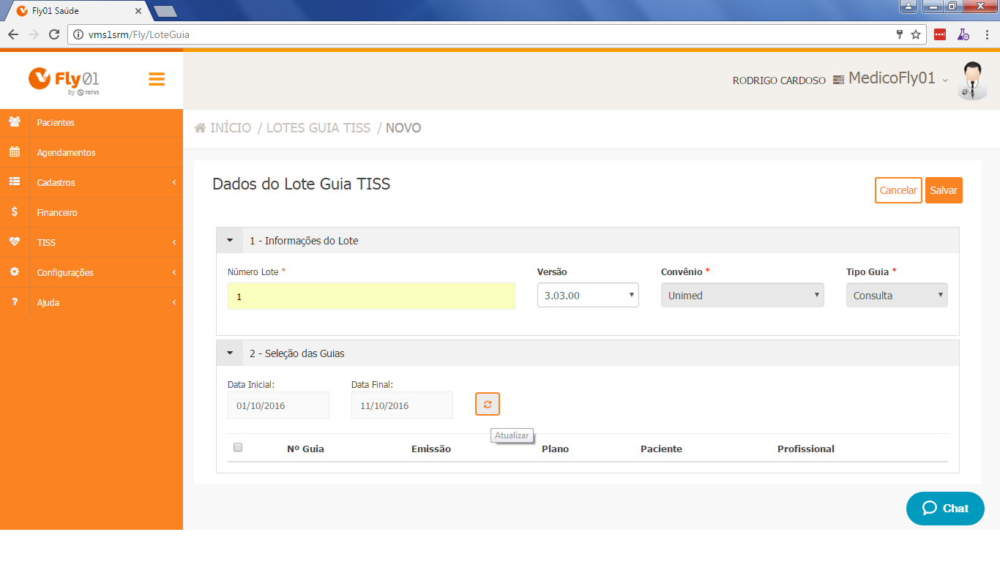 Fly01 Saúde
vms1srm/Fly/LoteGuia
Fly01
by TOTVS
RODRIGO CARDOSO MedicoFly01
Pacientes
Agendamentos
Cadastros
Financeiro
TISS
Configurações
Ajuda
INÍCIO / LOTES GUIA TISS / NOVO
Dados do Lote Guia TISS
Cancelar Salvar
1 - Informações do Lote
Número Lote * Versão Convênio * Tipo Guia *
1 3.03.00 Unimed Consulta
2 - Seleção das Guias
Data Inicial: Data Final:
01/10/2016 11/10/2016
Atualizar
Nº Guia Emissão Plano Paciente Profissional
Chat